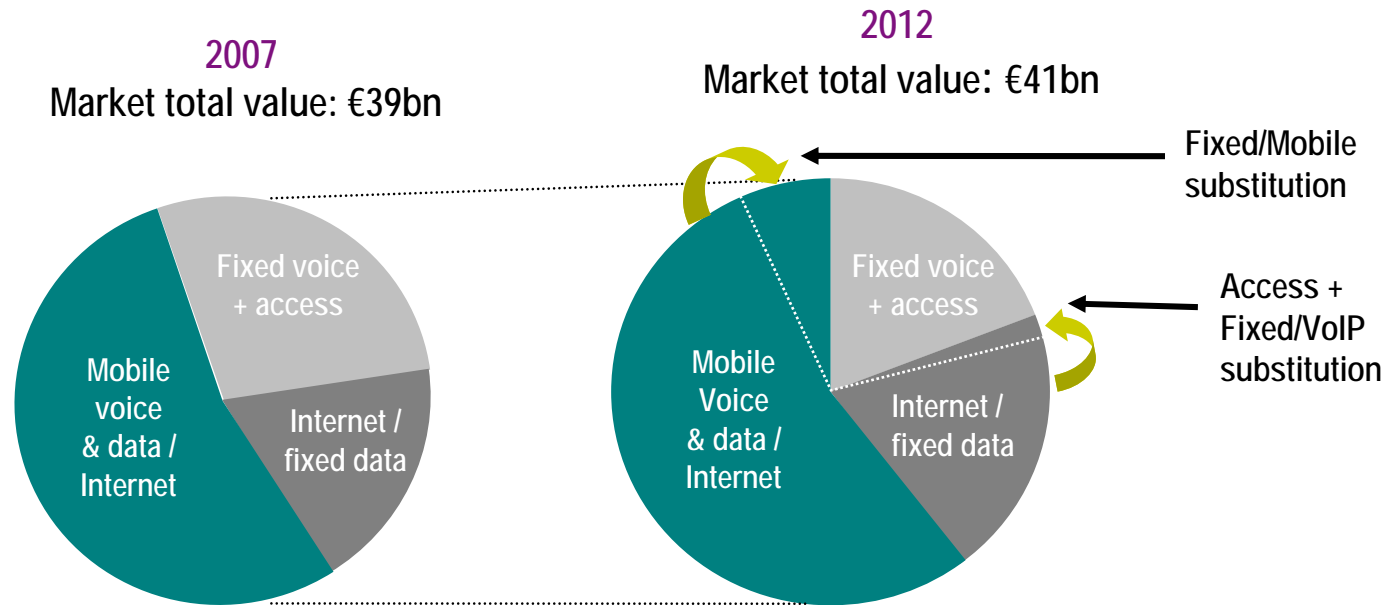 2007
Market total value: €39bn
2012
Market total value: €41bn
Fixed voice
+ access
Mobile
voice
& data /
Internet
Internet /
fixed data
Fixed voice
+ access
Mobile
Voice
& data /
Internet
Internet /
fixed data
Fixed/Mobile
substitution
Access +
Fixed/VoIP
substitution